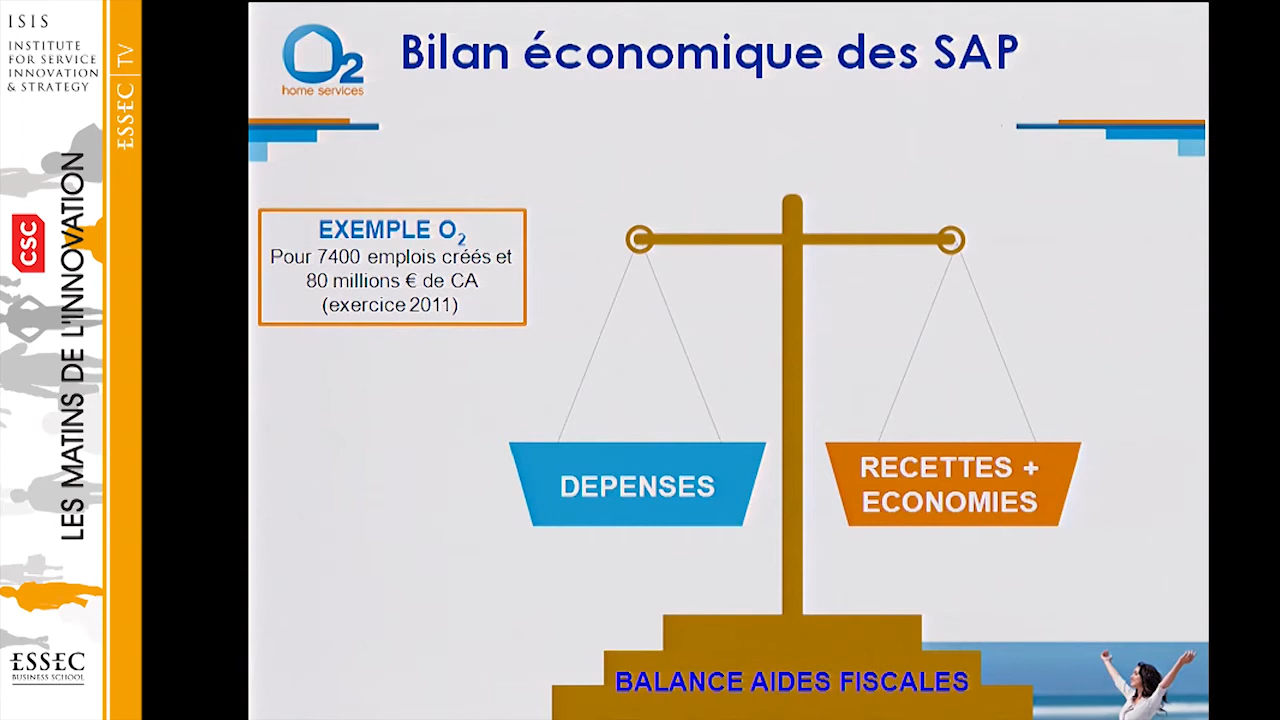 ISIS
INSTITUTE
FOR SERVICE
INNOVATION
& STRATEGY
ESSEC | TV
CSC
LES MATINS DE L'INNOVATION
ESSEC
BUSINESS SCHOOL
O2
home services
Bilan économique des SAP
EXEMPLE O2
Pour 7400 emplois créés et
80 millions € de CA
(exercice 2011)
DEPENSES
RECETTES +
ECONOMIES
BALANCE AIDES FISCALES